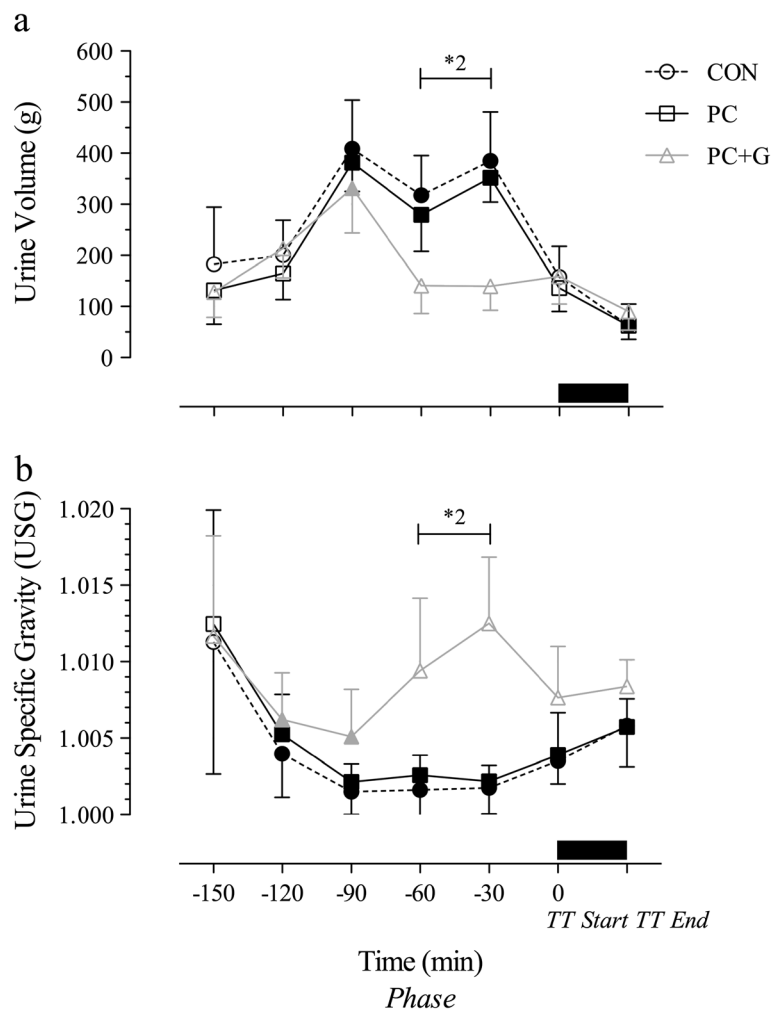 a
Urine Volume (g)
600
500
400
300
200
100
0
*2
CON
PC
PC+G
b
Urine Specific Gravity (USG)
1.020
1.015
1.010
1.005
1.000
*2
-150 -120 -90 -60 -30 0
TT Start TT End
Time (min)
Phase